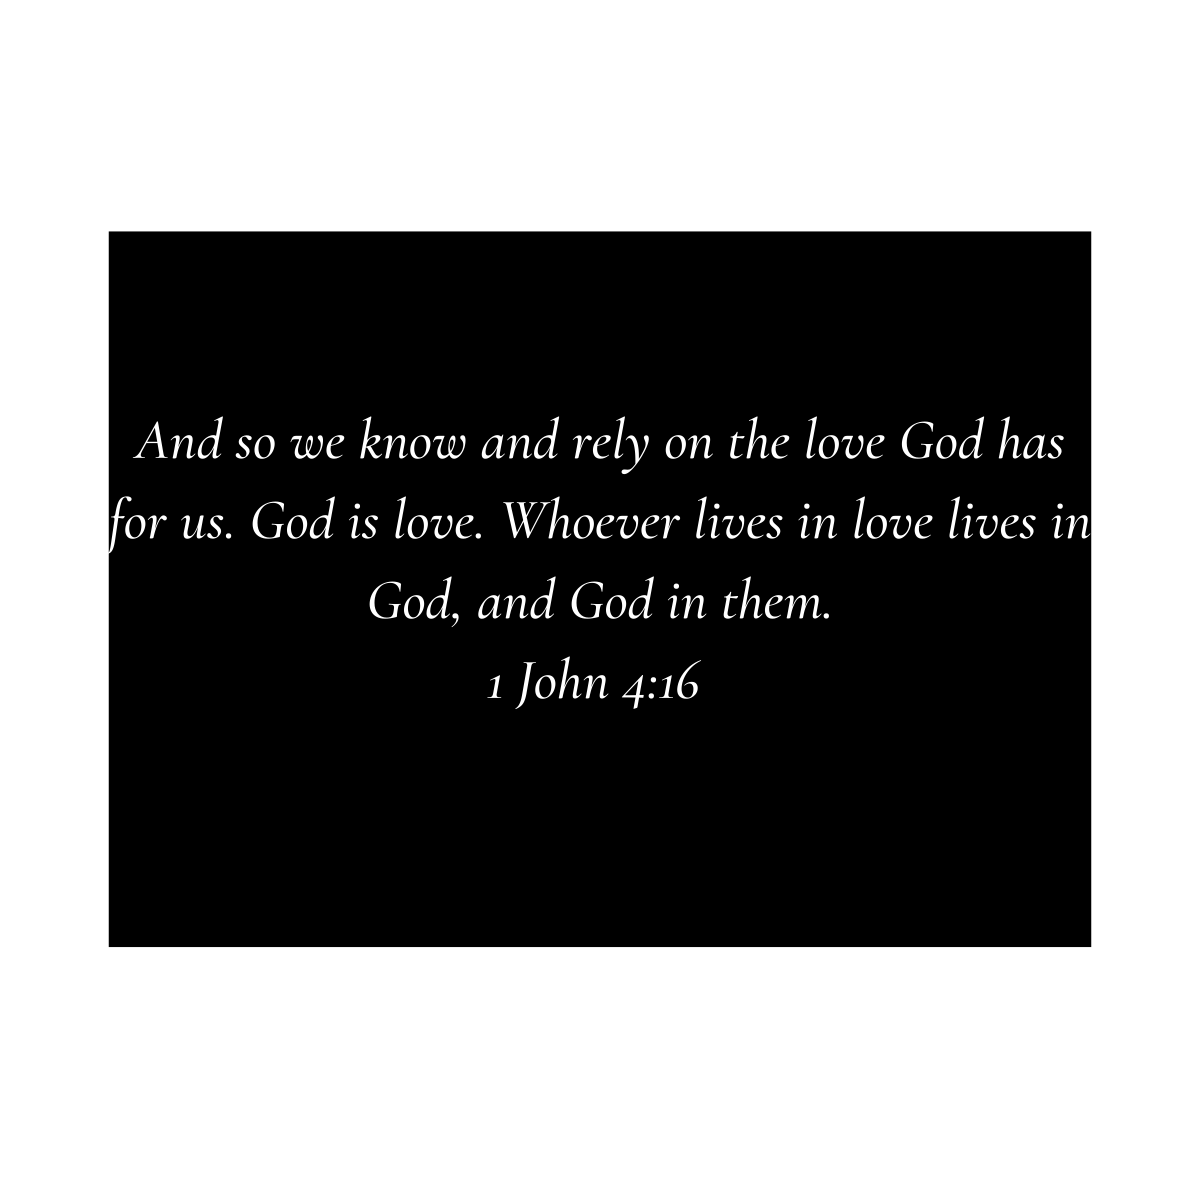 And so we know and rely on the love God has
for us. God is love. Whoever lives in love lives in
God, and God in them.
1 John 4:16